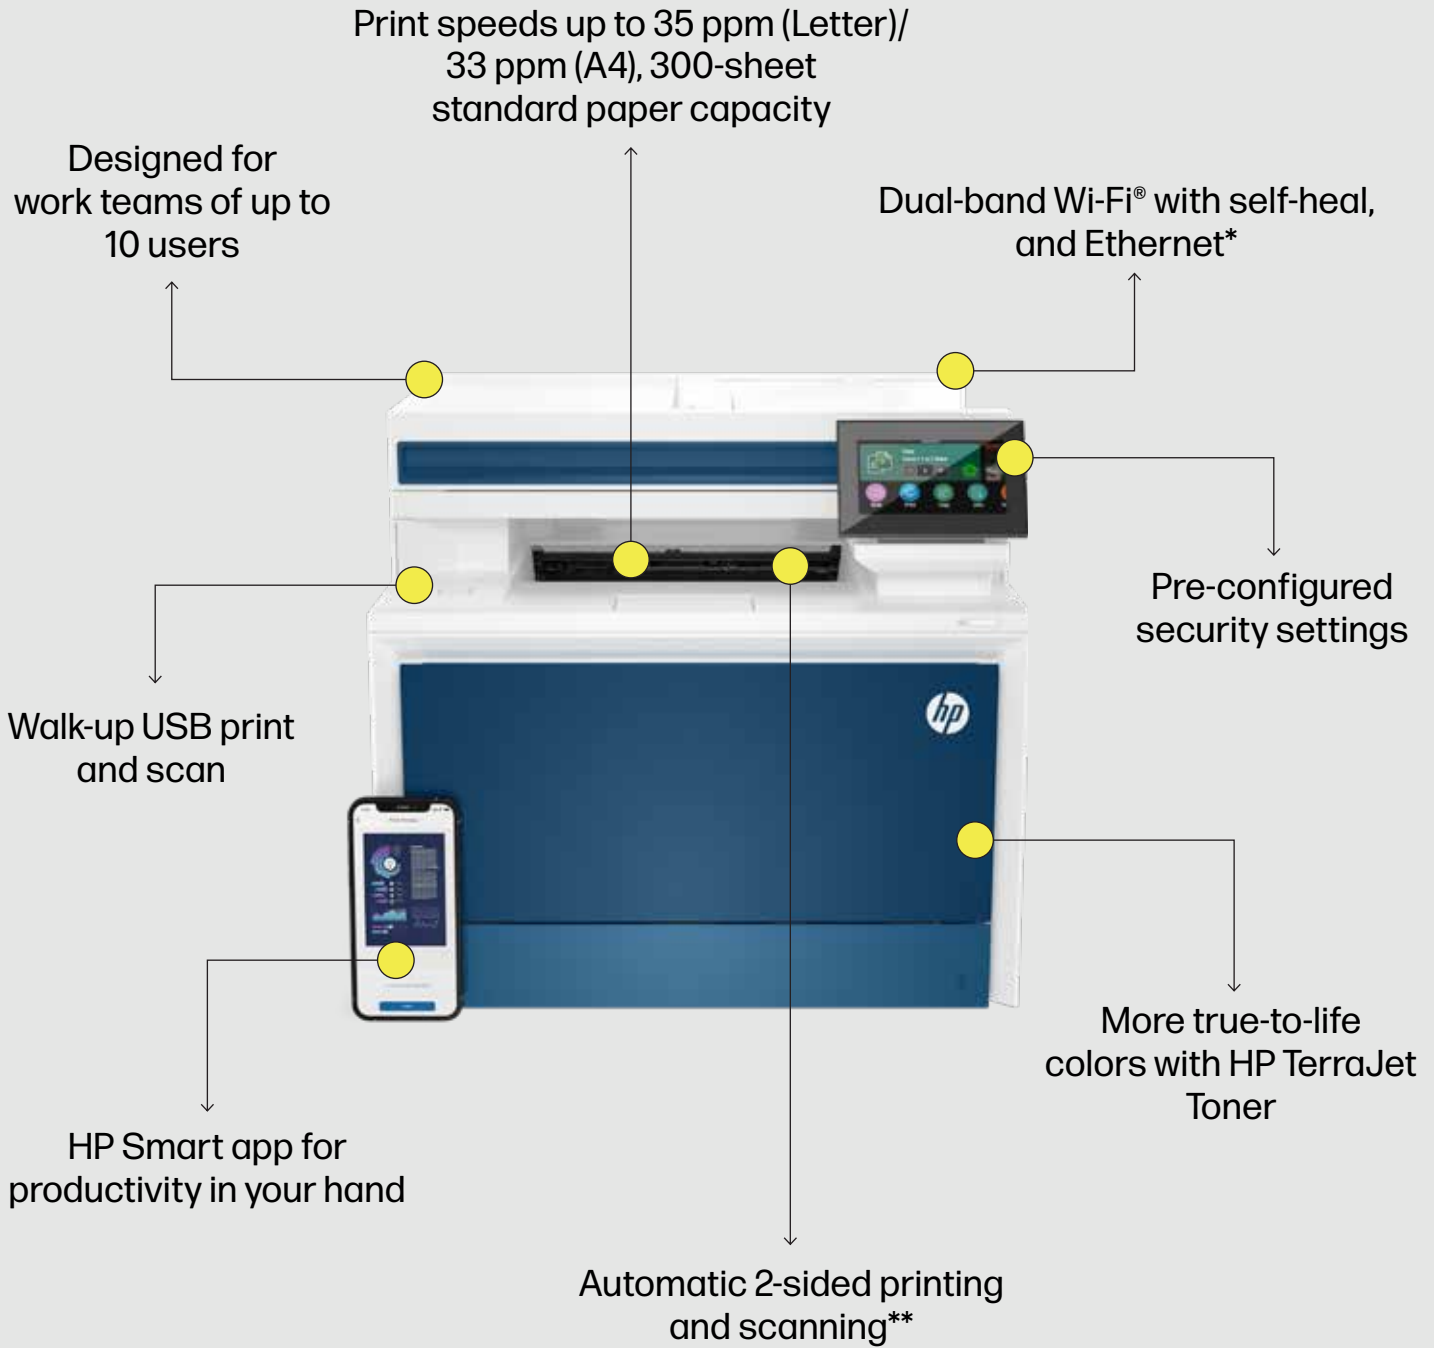 Print speeds up to 35 ppm (Letter)/
33 ppm (A4), 300-sheet
standard paper capacity
Designed for
work teams of up to
10 users
Dual-band Wi-Fi® with self-heal,
and Ethernet*
Pre-configured
security settings
Walk-up USB print
and scan
hp
More true-to-life
colors with HP TerraJet
Toner
HP Smart app for
productivity in your hand
Automatic 2-sided printing
and scanning**